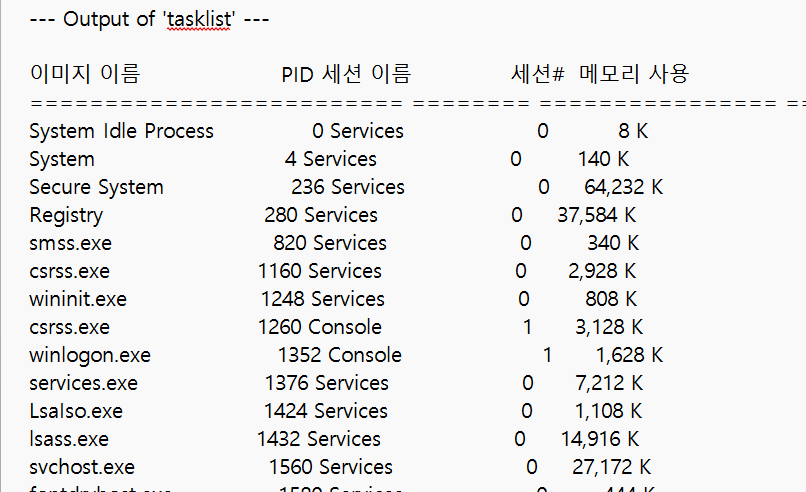 --- Output of 'tasklist' ---
이미지 이름 PID 세션 이름 세션# 메모리 사용
========================= ======== ================ ==
System Idle Process 0 Services 0 8 K
System 4 Services 0 140 K
Secure System 236 Services 0 64,232 K
Registry 280 Services 0 37,584 K
smss.exe 820 Services 0 340 K
csrss.exe 1160 Services 0 2,928 K
wininit.exe 1248 Services 0 808 K
csrss.exe 1260 Console 1 3,128 K
winlogon.exe 1352 Console 1 1,628 K
services.exe 1376 Services 0 7,212 K
LsaIso.exe 1424 Services 0 1,108 K
lsass.exe 1432 Services 0 14,916 K
svchost.exe 1560 Services 0 27,172 K